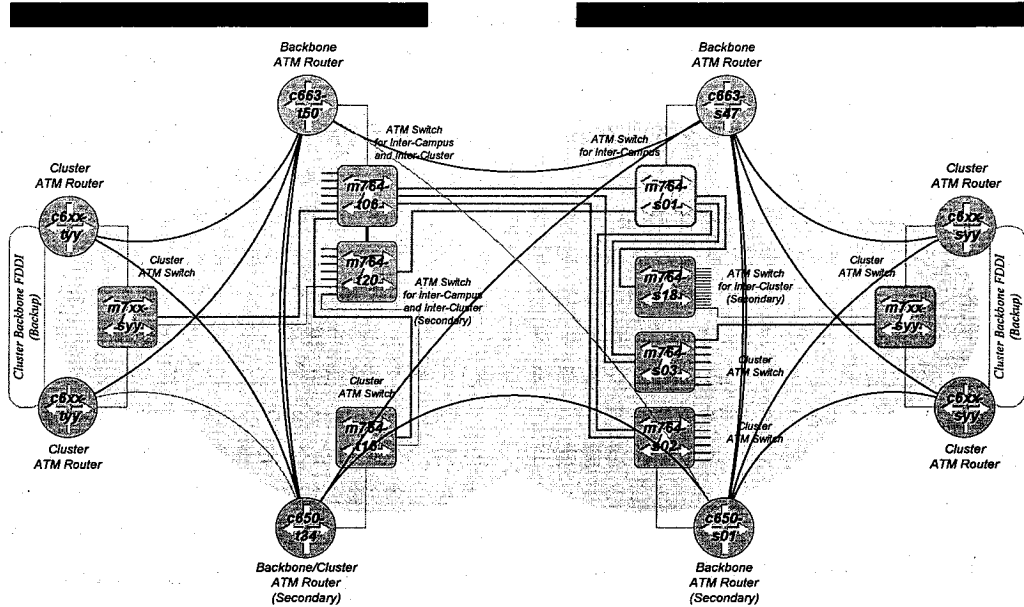 Backbone
ATM Router
c663-
t50
ATM Switch
for Inter-Campus
and Inter-Cluster
m764-
t06
Cluster
ATM Router
c6xx-
tyy
Cluster Backbone FDDI
(Backup)
Cluster
ATM Switch
m7xx-
syy
m764-
t20
ATM Switch
for Inter-Campus
and Inter-Cluster
(Secondary)
c6xx-
tyy
Cluster
ATM Router
Cluster
ATM Switch
m764-
c650-
t34
Backbone/Cluster
ATM Router
(Secondary)
Backbone
ATM Router
c663-
s47
ATM Switch
for Inter-Campus
m764-
s01
Cluster
ATM Router
c6xx-
syy
m764-
s18
ATM Switch
for Inter-Cluster
(Secondary)
Cluster
ATM Switch
m7xx-
syy
Cluster Backbone FDDI
(Backup)
m764-
s03
Cluster
ATM Switch
c6xx-
syy
Cluster
ATM Router
m764-
s02
Cluster
ATM Switch
c650-
s01
Backbone
ATM Router
(Secondary)